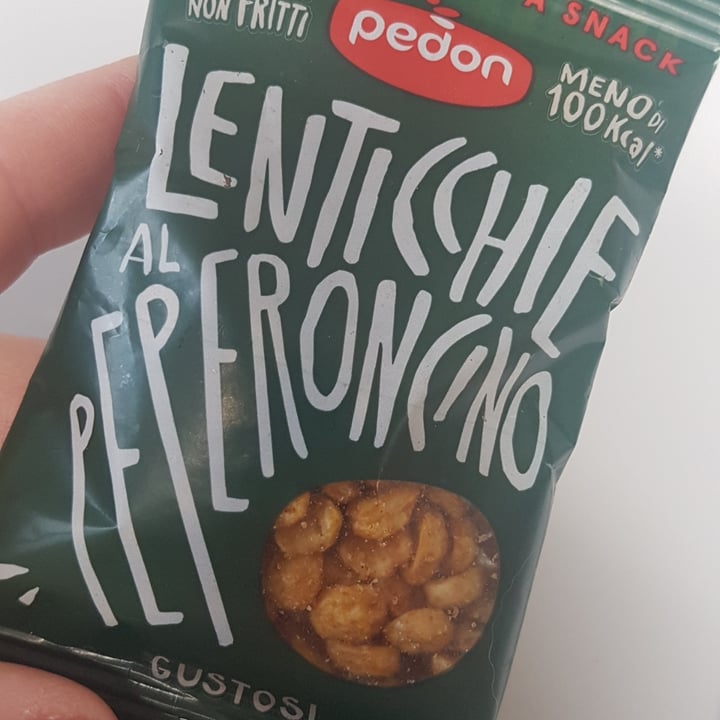 NON FRITTI
A SNACK
pedon
MENO DI
100 Kcal*
LENTICCHIE
AL
PEPERONCINO
GUSTOSI